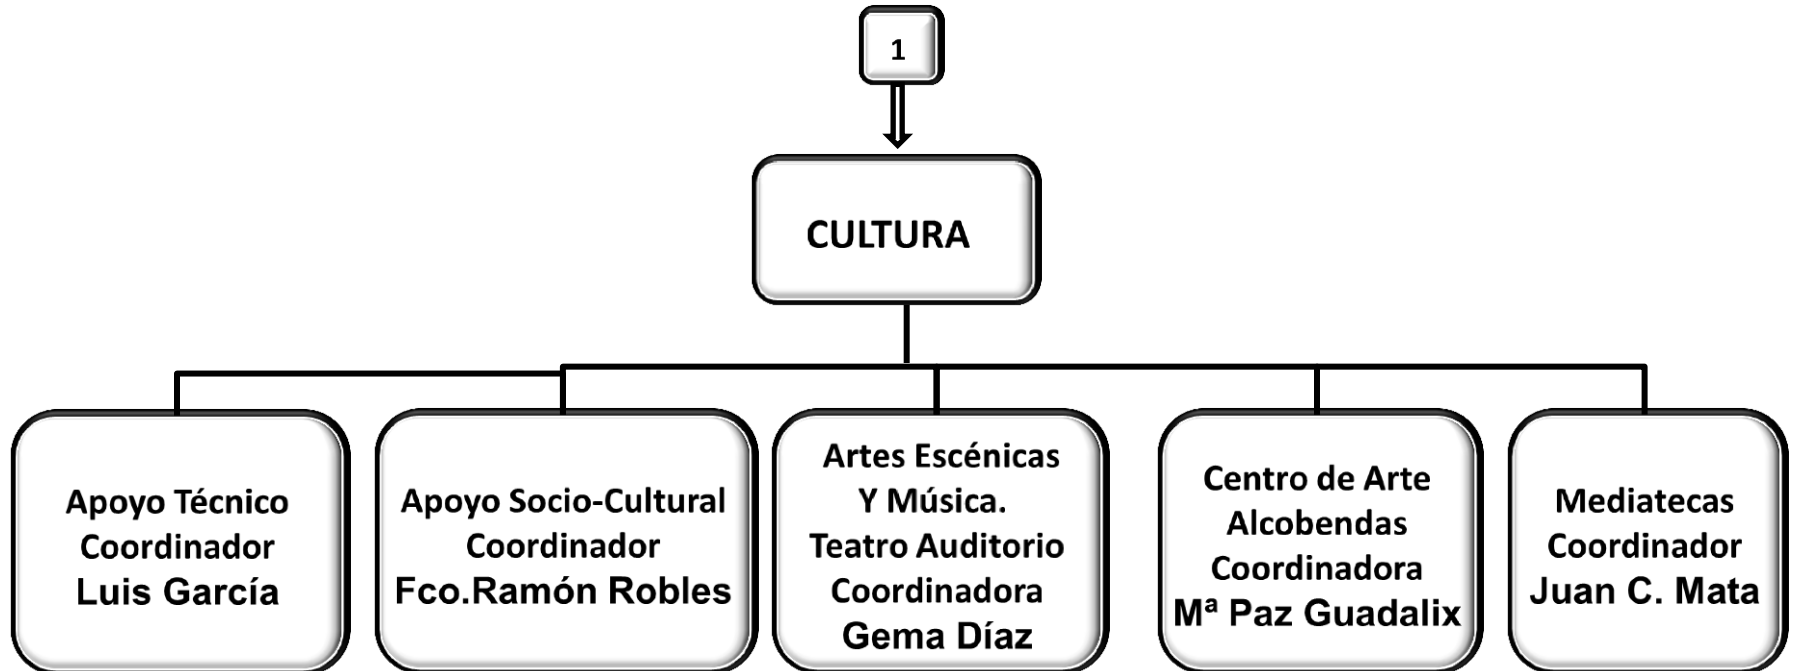 1
CULTURA
Apoyo Técnico
Coordinador
Luis García
Apoyo Socio-Cultural
Coordinador
Fco.Ramón Robles
Artes Escénicas
Y Música.
Teatro Auditorio
Coordinadora
Gema Díaz
Centro de Arte
Alcobendas
Coordinadora
Mª Paz Guadalix
Mediatecas
Coordinador
Juan C. Mata